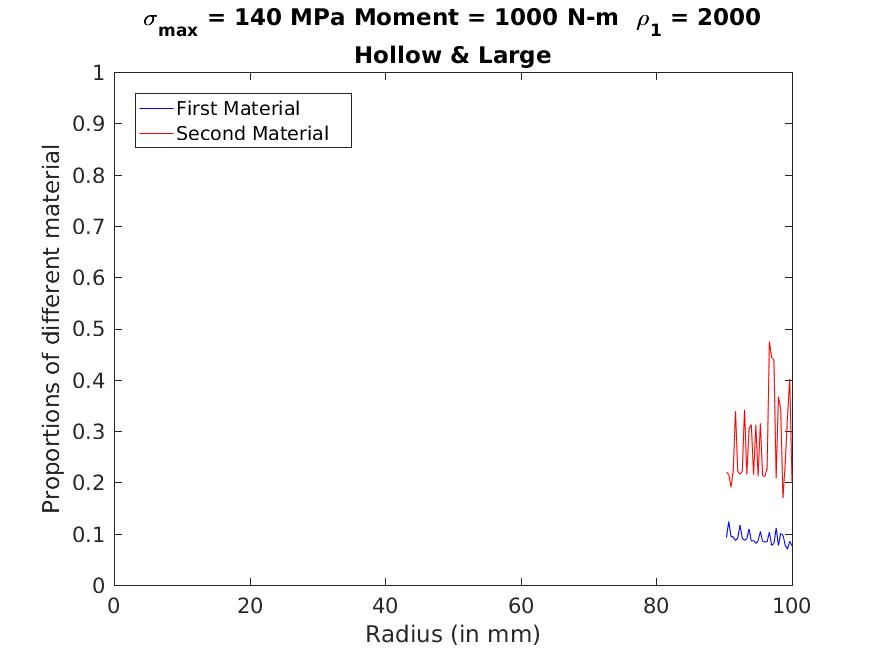 σmax = 140 MPa Moment = 1000 N-m ρ1 = 2000
Hollow & Large
First Material
Second Material
Proportions of different material
1
0.9
0.8
0.7
0.6
0.5
0.4
0.3
0.2
0.1
0
0 20 40 60 80 100
Radius (in mm)